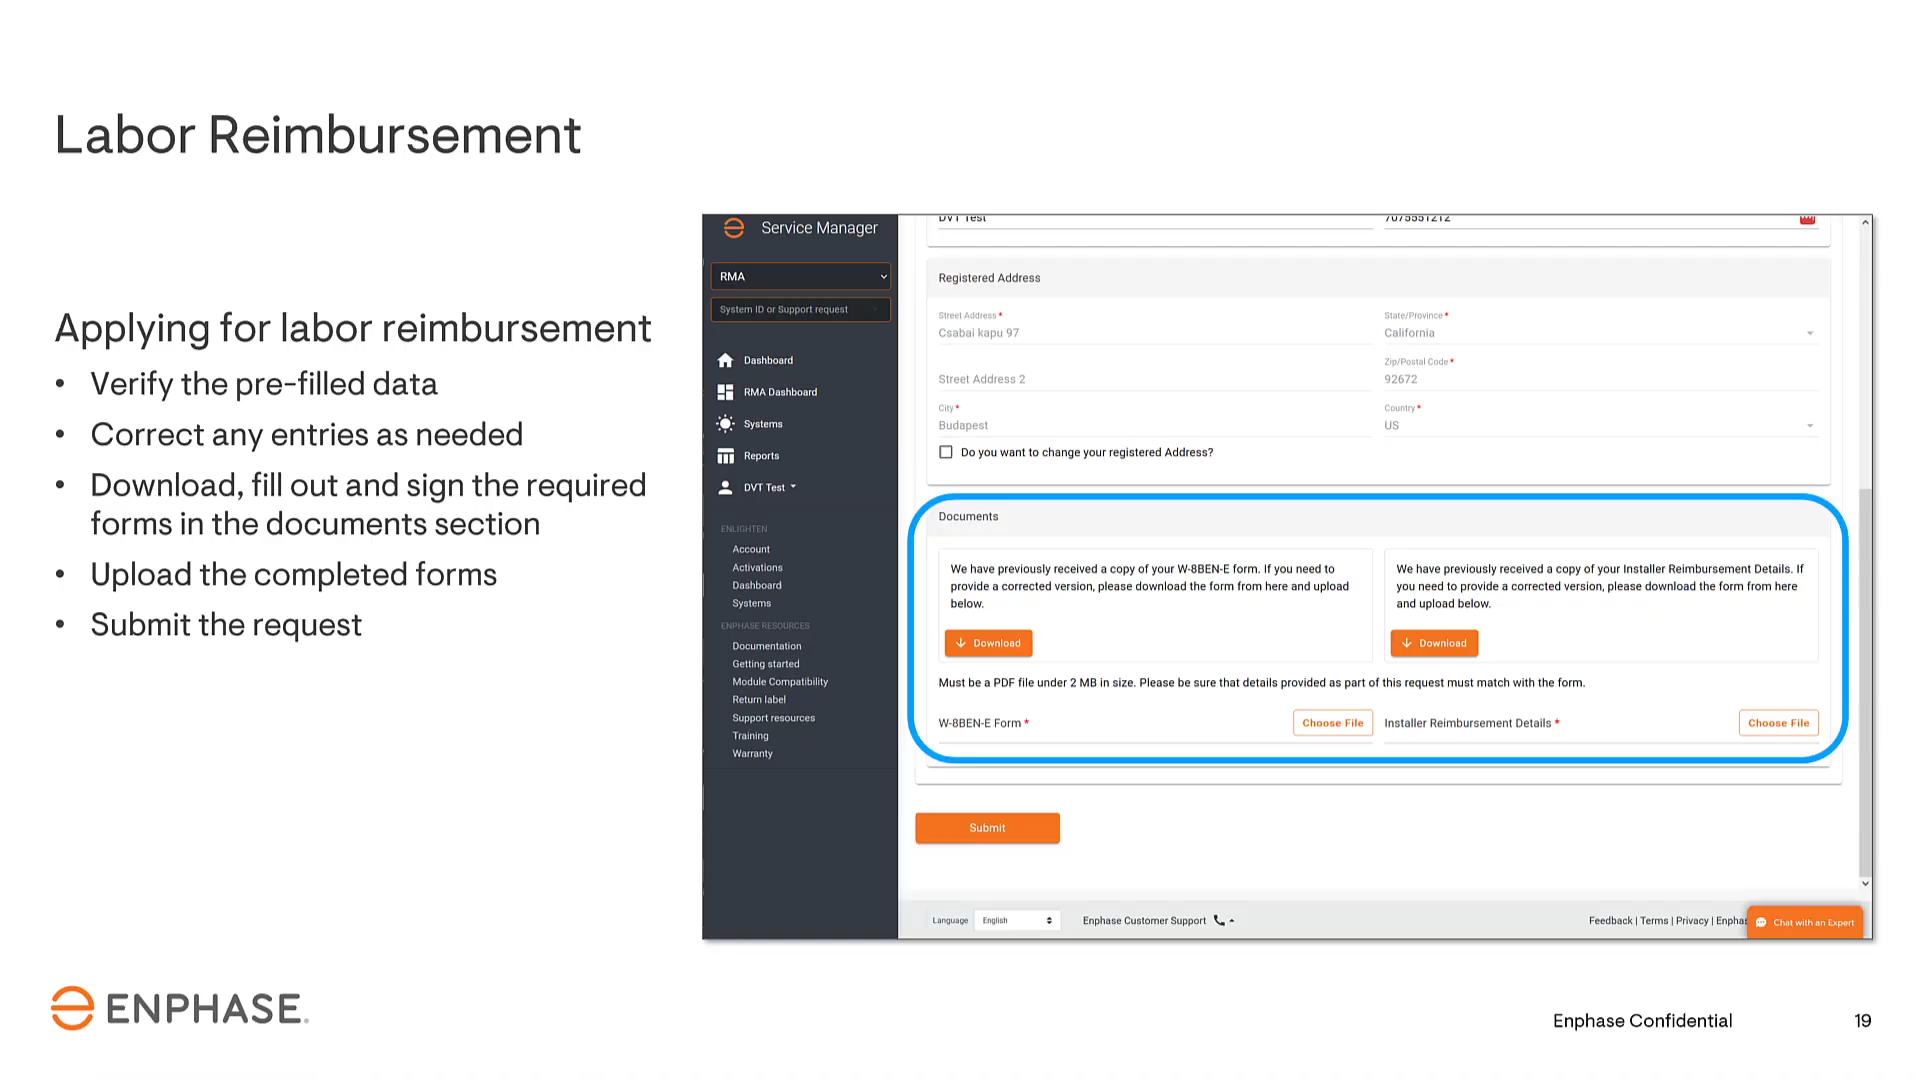 Labor Reimbursement
Applying for labor reimbursement
• Verify the pre-filled data
• Correct any entries as needed
• Download, fill out and sign the required
forms in the documents section
• Upload the completed forms
• Submit the request
Service Manager
RMA
System ID or Support request
Dashboard
RMA Dashboard
Systems
Reports
DVT Test
ENLIGHTEN
Account
Activations
Dashboard
Systems
ENPHASE RESOURCES
Documentation
Getting started
Module Compatibility
Return label
Support resources
Training
Warranty
DVT Test
7075551212
Registered Address
Street Address *
Csabai kapu 97
State/Province *
California
Street Address 2
Zip/Postal Code *
92672
City *
Budapest
Country *
US
Do you want to change your registered Address?
Documents
We have previously received a copy of your W-8BEN-E form. If you need to
provide a corrected version, please download the form from here and upload
below.
Download
We have previously received a copy of your Installer Reimbursement Details. If
you need to provide a corrected version, please download the form from here
and upload below.
Download
Must be a PDF file under 2 MB in size. Please be sure that details provided as part of this request must match with the form.
W-8BEN-E Form *
Choose File
Installer Reimbursement Details *
Choose File
Submit
Language
English
Enphase Customer Support
Feedback | Terms | Privacy | Enphas
Chat with an Expert
ENPHASE.
Enphase Confidential
19